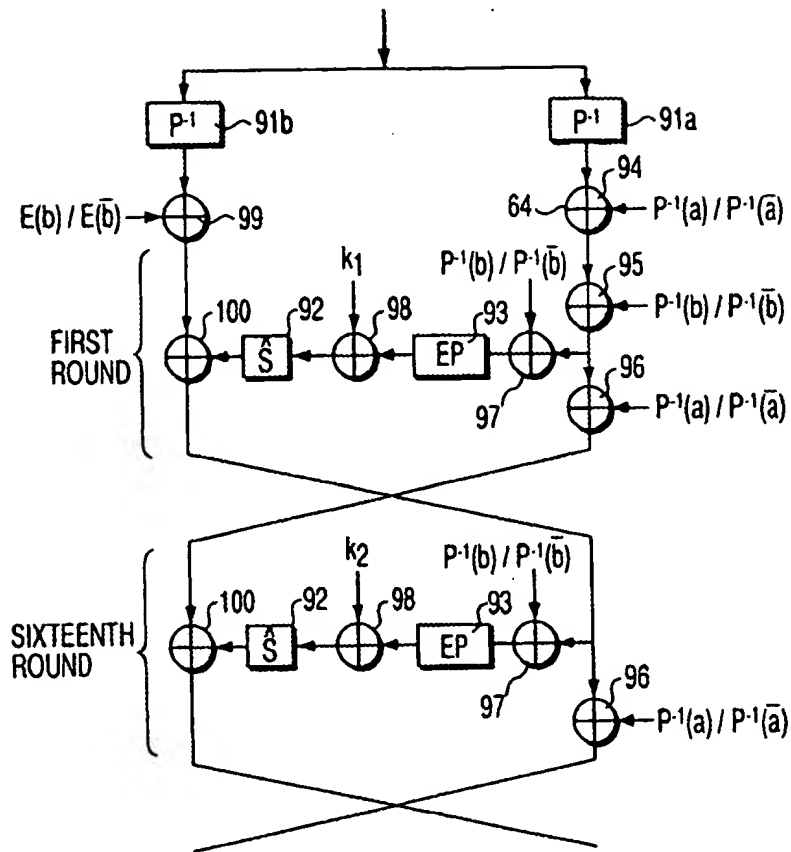 P⁻¹ 91b P⁻¹ 91a
94
E(b) / E(b̄) 99 64 P⁻¹(a) / P⁻¹(ā)
k₁ P⁻¹(b) / P⁻¹(b̄) 95
P⁻¹(b) / P⁻¹(b̄)
100 92 98 93
FIRST
ROUND
Ŝ EP 97 96
P⁻¹(a) / P⁻¹(ā)
k₂ P⁻¹(b) / P⁻¹(b̄)
100 92 98 93
SIXTEENTH
ROUND
Ŝ EP 97 96
P⁻¹(a) / P⁻¹(ā)